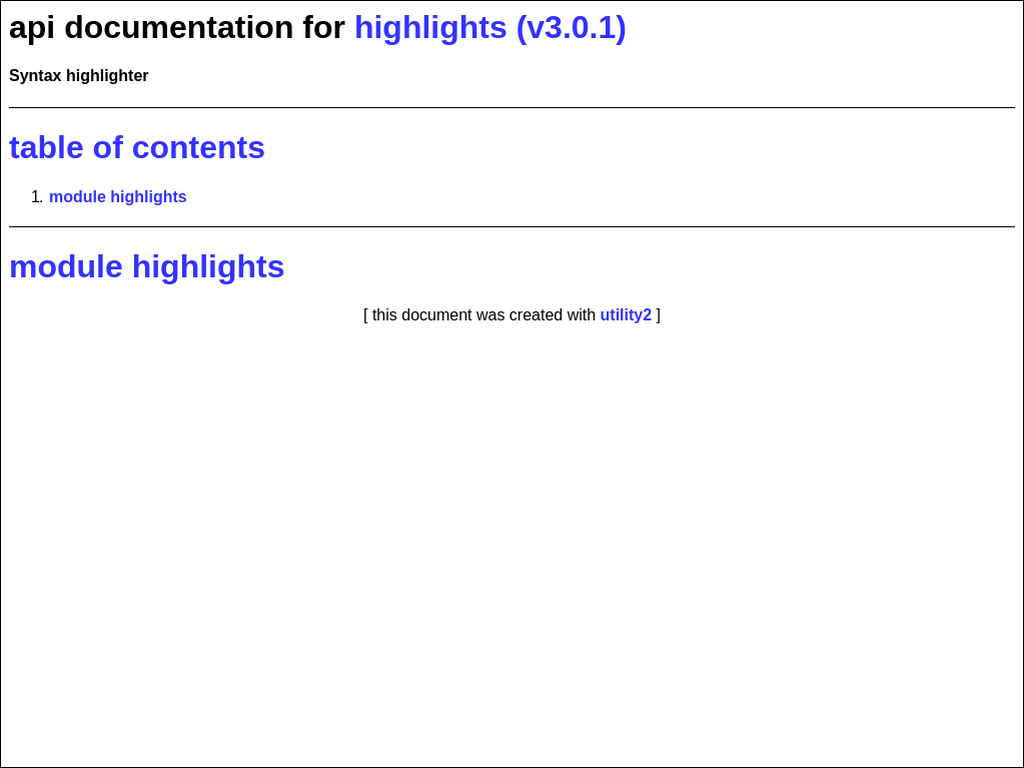 api documentation for highlights (v3.0.1)
Syntax highlighter
table of contents
1. module highlights
module highlights
[ this document was created with utility2 ]